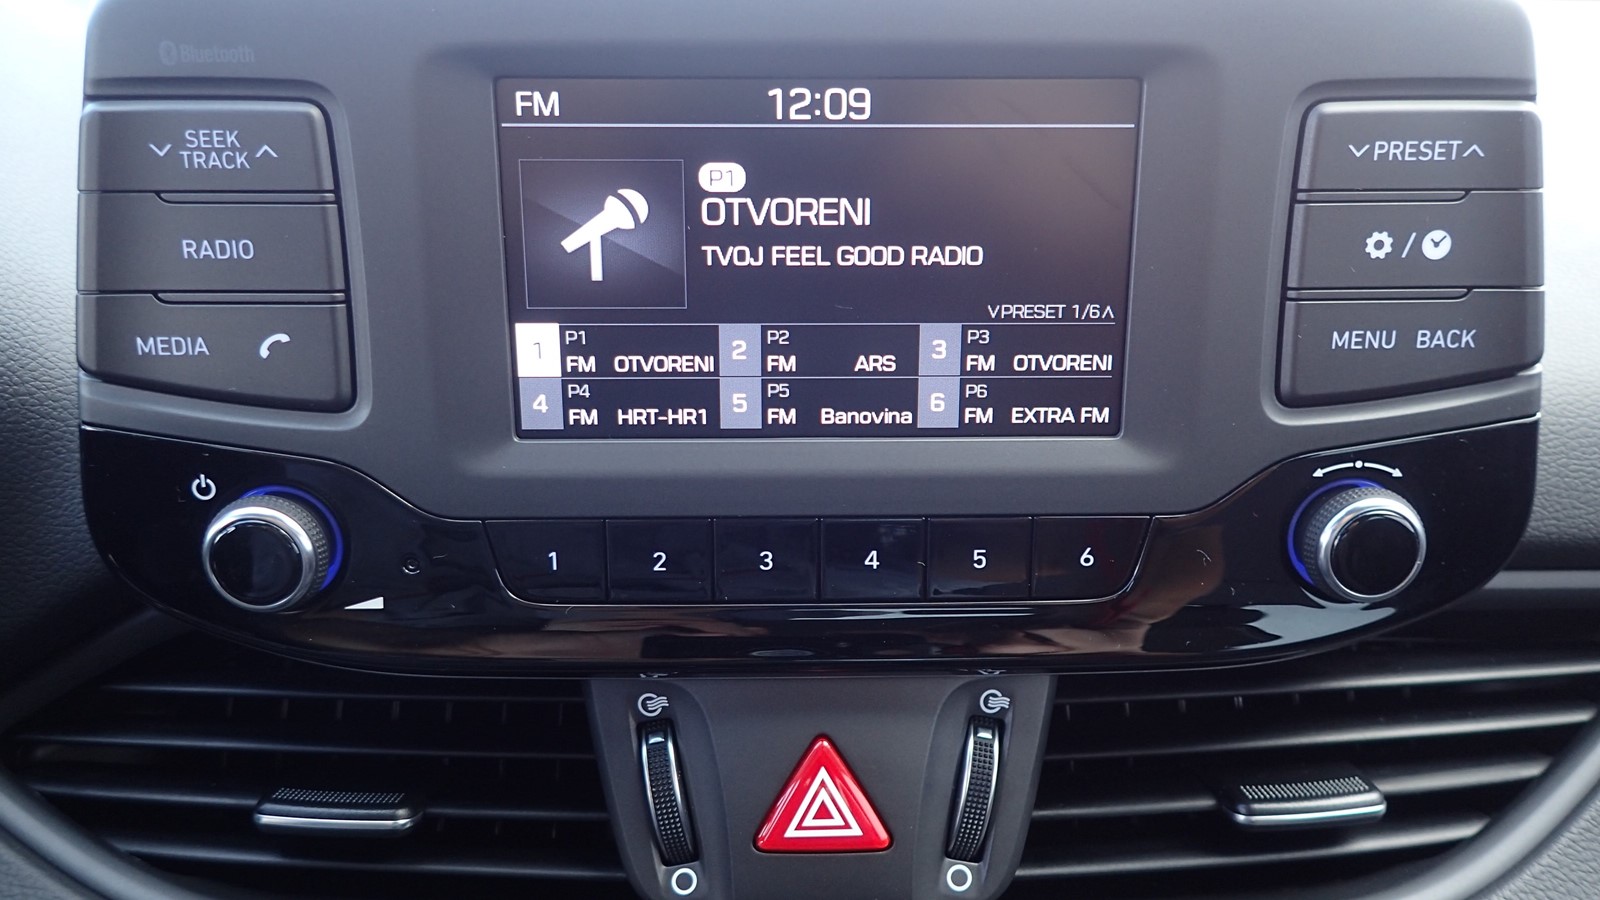 Bluetooth
FM 12:09
SEEK
TRACK
PRESET
P1
OTVORENI
RADIO
TVOJ FEEL GOOD RADIO
PRESET 1/6
MEDIA
MENU BACK
1 P1 FM OTVORENI
2 P2 FM ARS
3 P3 FM OTVORENI
4 P4 FM HRT-HR1
5 P5 FM Banovina
6 P6 FM EXTRA FM
1 2 3 4 5 6